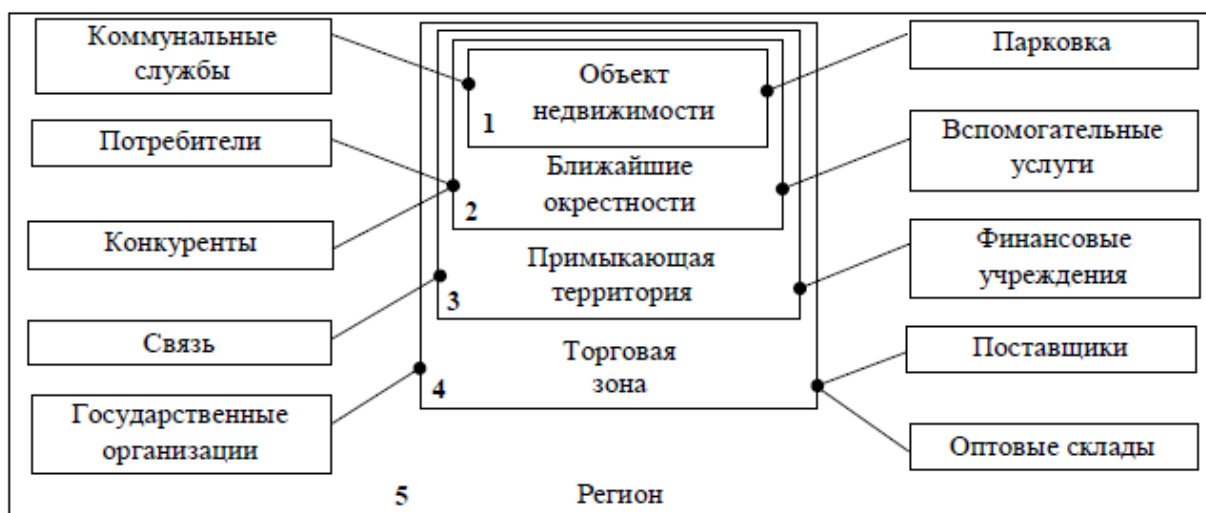 Коммунальные
службы
Потребители
Конкуренты
Связь
Государственные
организации
Объект
недвижимости
1
Ближайшие
окрестности
2
Примыкающая
территория
3
Торговая
зона
4
5 Регион
Парковка
Вспомогательные
услуги
Финансовые
учреждения
Поставщики
Оптовые склады